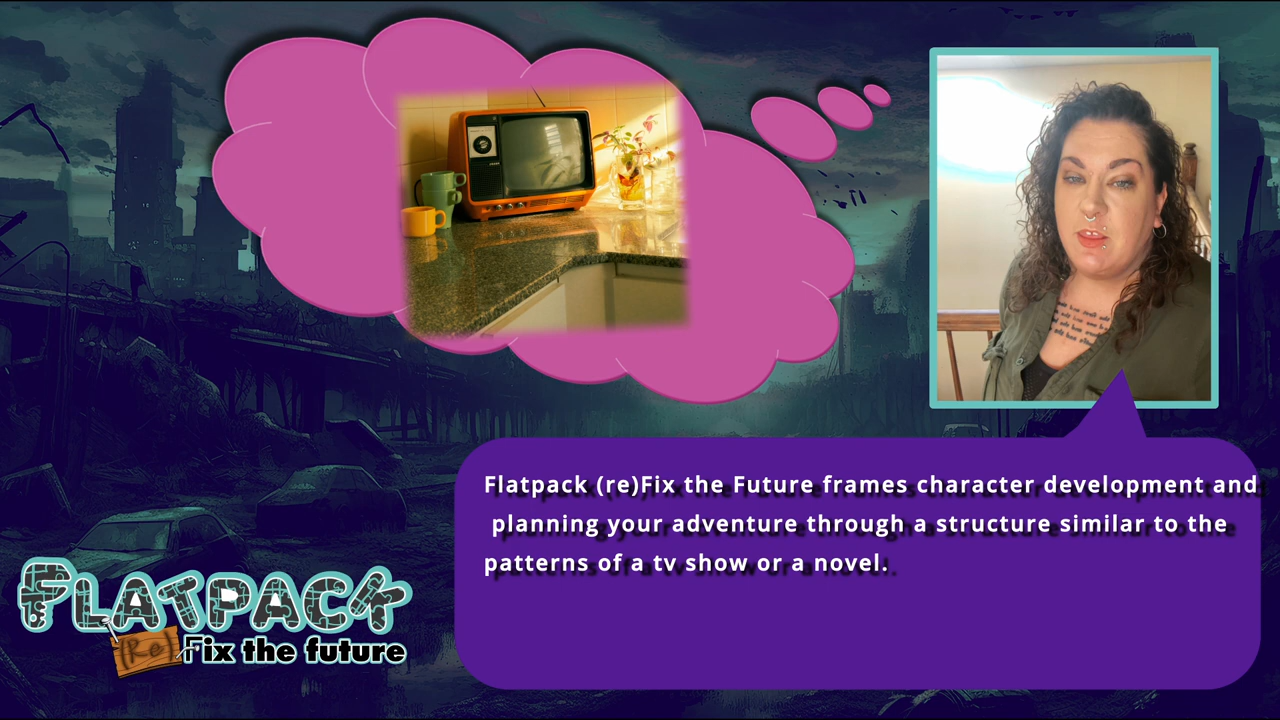 Flatpack (re)Fix the Future frames character development and
planning your adventure through a structure similar to the
patterns of a tv show or a novel.
FLATPACK
(Re) Fix the future